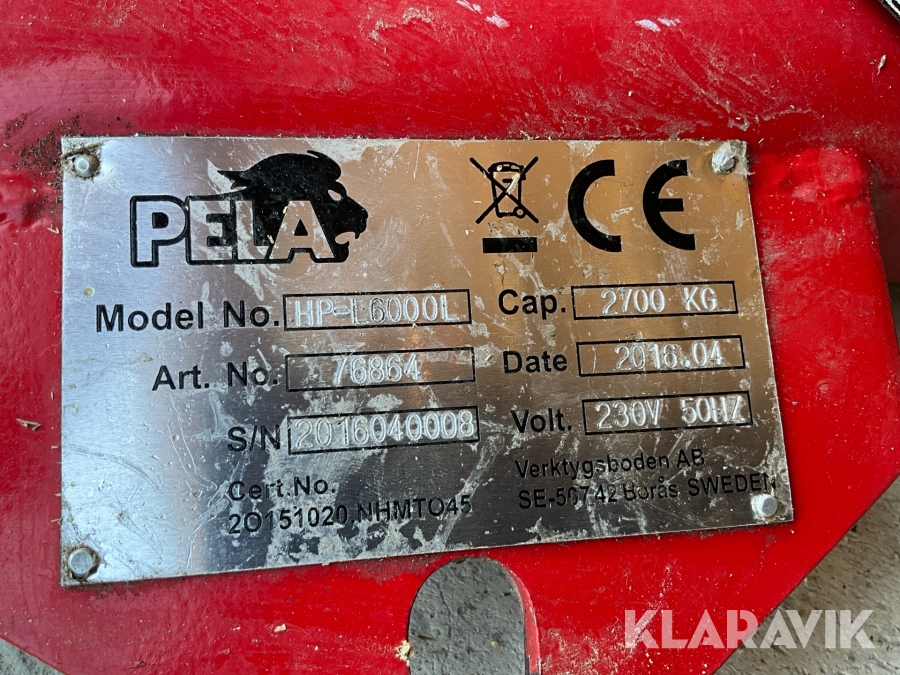 PELA
CE
Model No. HP-L6000L
Cap. 2700 KG
Art. No. 76864
Date 2016.04
S/N 2016040008
Volt. 230V 50HZ
Cert.No.
2O151020.NHMTO45
Verktygsboden AB
SE-507 42 Borås SWEDEN
KLARAVIK